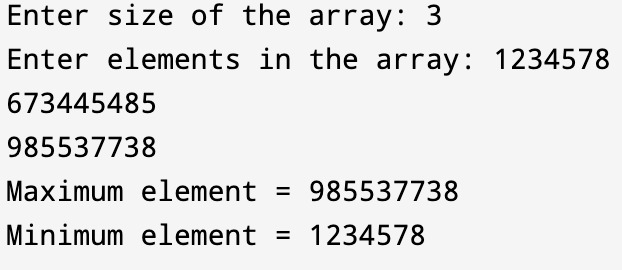 Enter size of the array: 3
Enter elements in the array: 1234578
673445485
985537738
Maximum element = 985537738
Minimum element = 1234578